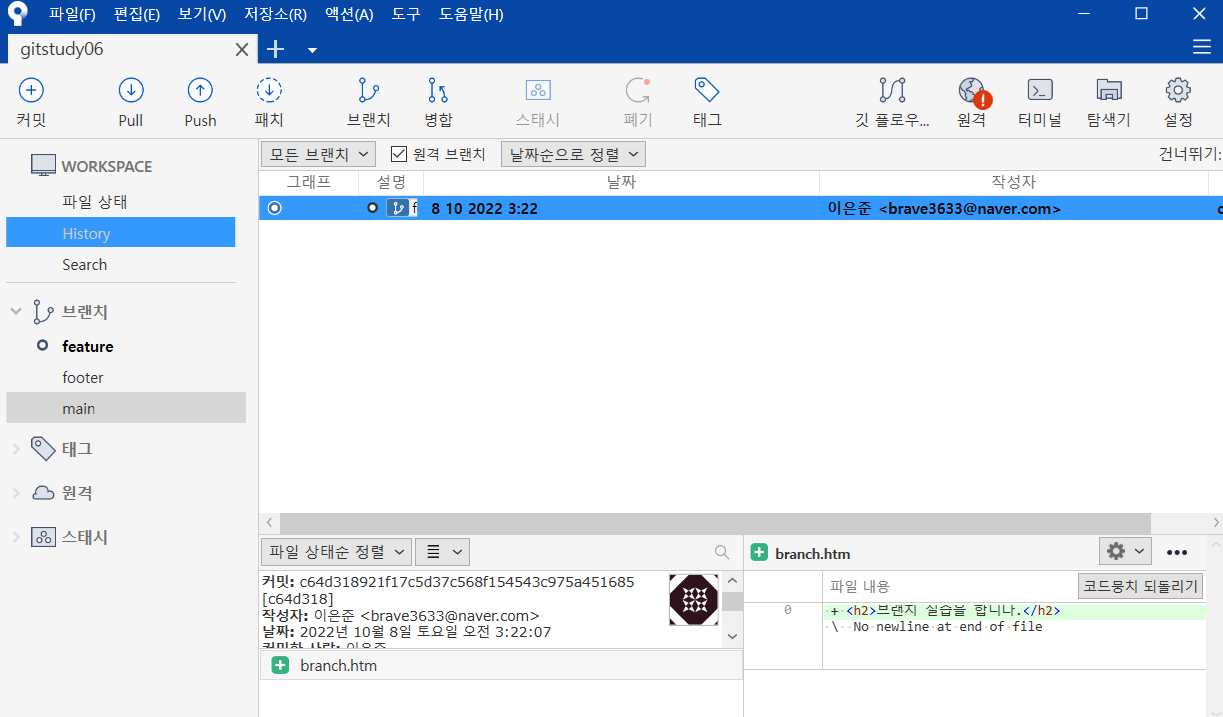 파일(F) 편집(E) 보기(V) 저장소(R) 액션(A) 도구 도움말(H)
gitstudy06
커밋 Pull Push 패치 브랜치 병합 스태시 폐기 태그 깃 플로우... 원격 터미널 탐색기 설정
WORKSPACE
파일 상태
History
Search
브랜치
feature
footer
main
태그
원격
스태시
모든 브랜치 원격 브랜치 날짜순으로 정렬 건너뛰기:
그래프 설명 날짜 작성자
f 8 10 2022 3:22 이은준 <brave3633@naver.com> c
파일 상태순 정렬
커밋: c64d318921f17c5d37c568f154543c975a451685
[c64d318]
작성자: 이은준 <brave3633@naver.com>
날짜: 2022년 10월 8일 토요일 오전 3:22:07
커밋한 사람: 이은준
branch.htm
branch.htm
파일 내용 코드뭉치 되돌리기
0 + <h2>브랜치 실습을 합니다.</h2>
\ No newline at end of file